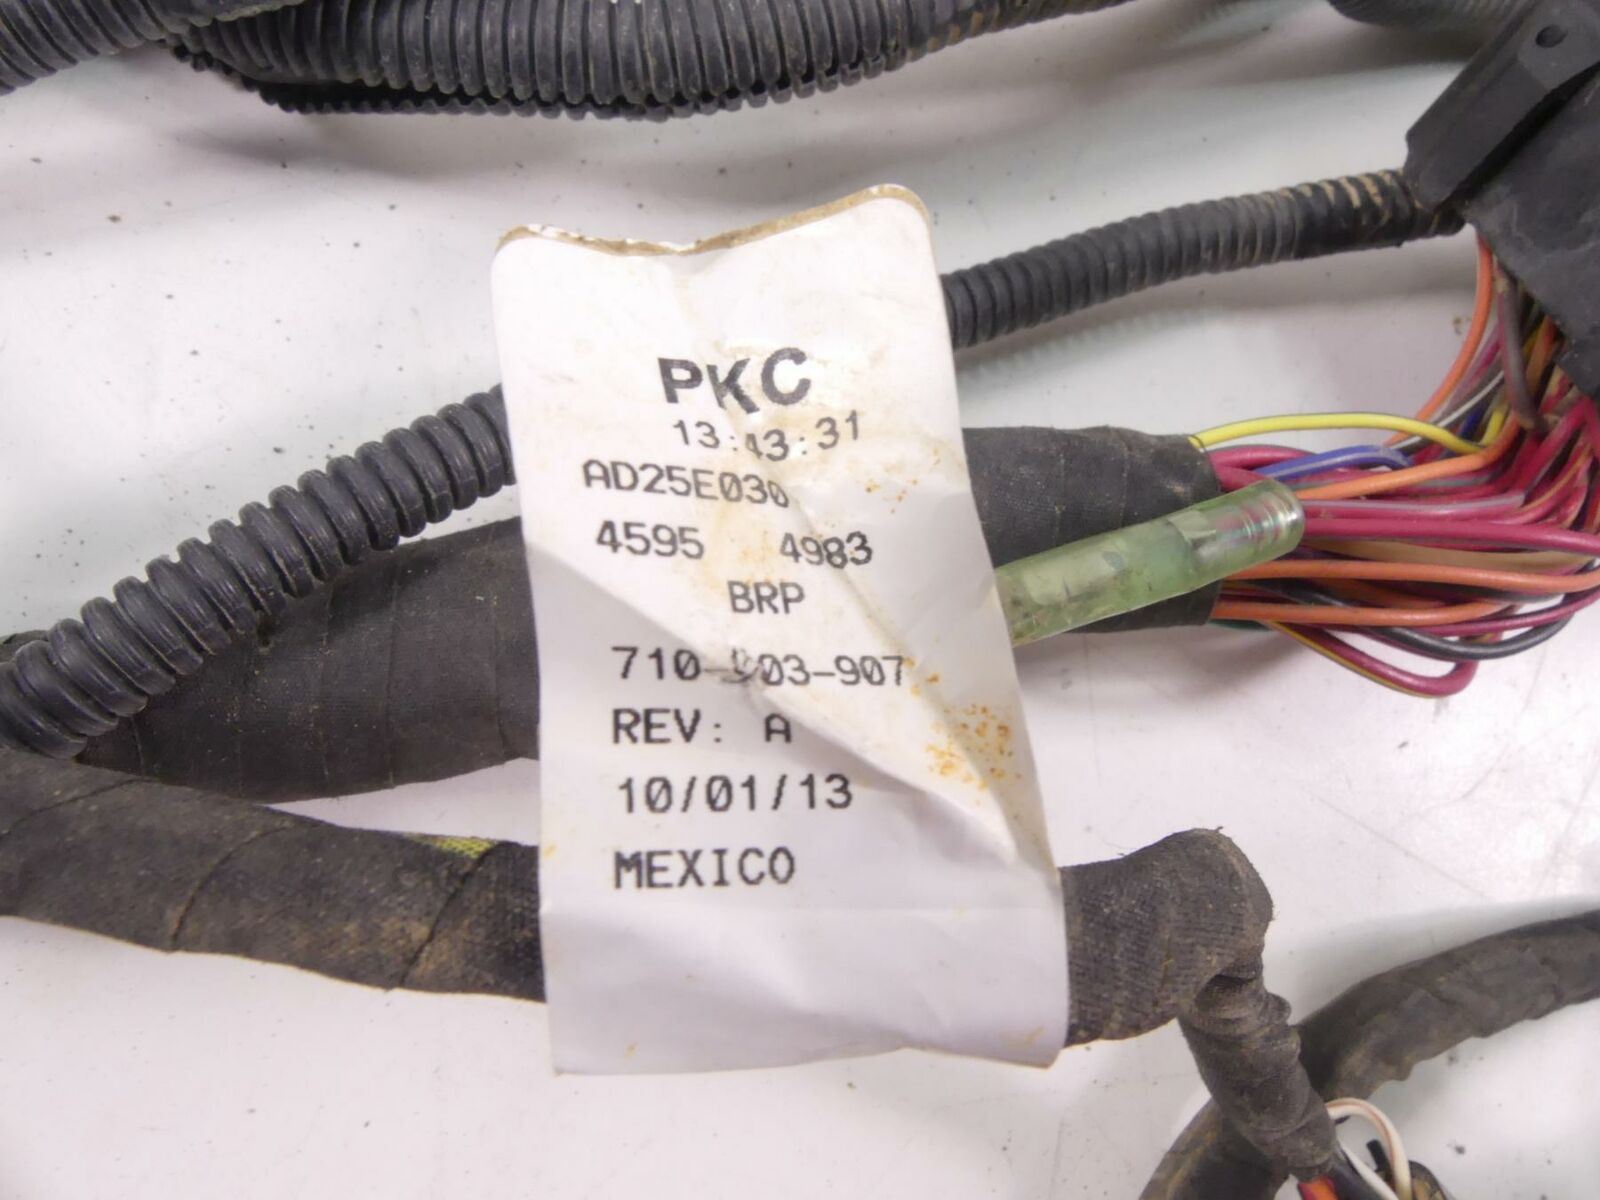 PKC
13:43:31
AD25E030
4595 4983
BRP
REV: A
10/01/13
MEXICO